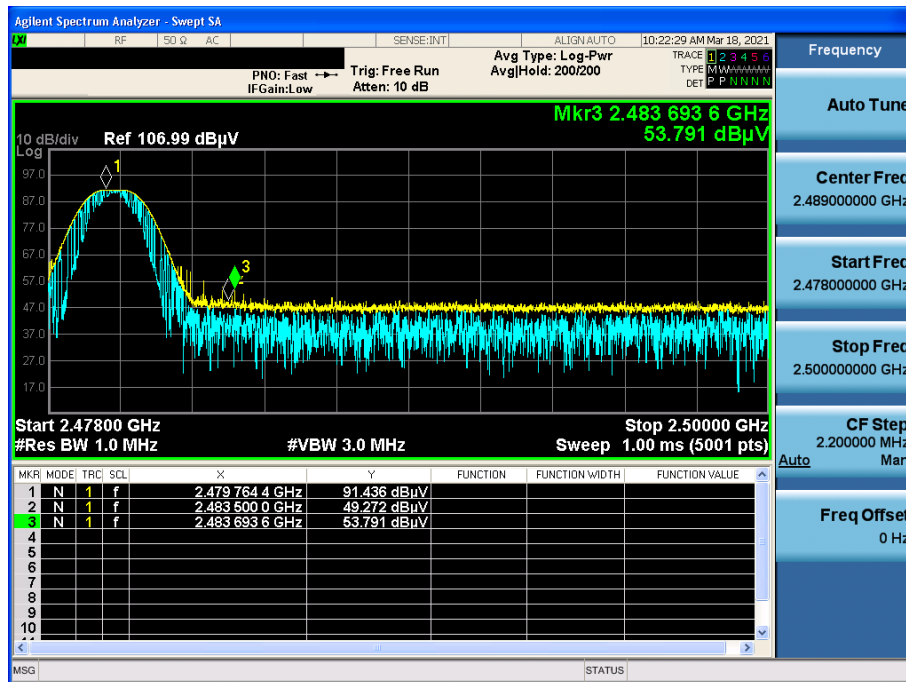 Agilent Spectrum Analyzer - Swept SA
LXI RF 50 Ω AC SENSE:INT ALIGN AUTO 10:22:29 AM Mar 18, 2021
PNO: Fast Trig: Free Run Avg Type: Log-Pwr TRACE 1 2 3 4 5 6
IFGain:Low Atten: 10 dB Avg|Hold: 200/200 TYPE M
DET P P N N N N
Frequency
Auto Tune
Center Freq
2.489000000 GHz
Start Freq
2.478000000 GHz
Stop Freq
2.500000000 GHz
CF Step
2.200000 MHz
Auto Man
Freq Offset
0 Hz
Mkr3 2.483 693 6 GHz
53.791 dBµV
10 dB/div Ref 106.99 dBµV
Log
97.0
87.0
77.0
67.0
57.0
47.0
37.0
27.0
17.0
1
3
Start 2.47800 GHz Stop 2.50000 GHz
#Res BW 1.0 MHz #VBW 3.0 MHz Sweep 1.00 ms (5001 pts)
MKR MODE TRC SCL X Y FUNCTION FUNCTION WIDTH FUNCTION VALUE
1 N 1 f 2.479 764 4 GHz 91.436 dBµV
2 N 1 f 2.483 500 0 GHz 49.272 dBµV
3 N 1 f 2.483 693 6 GHz 53.791 dBµV
4
5
6
7
8
9
10
MSG STATUS